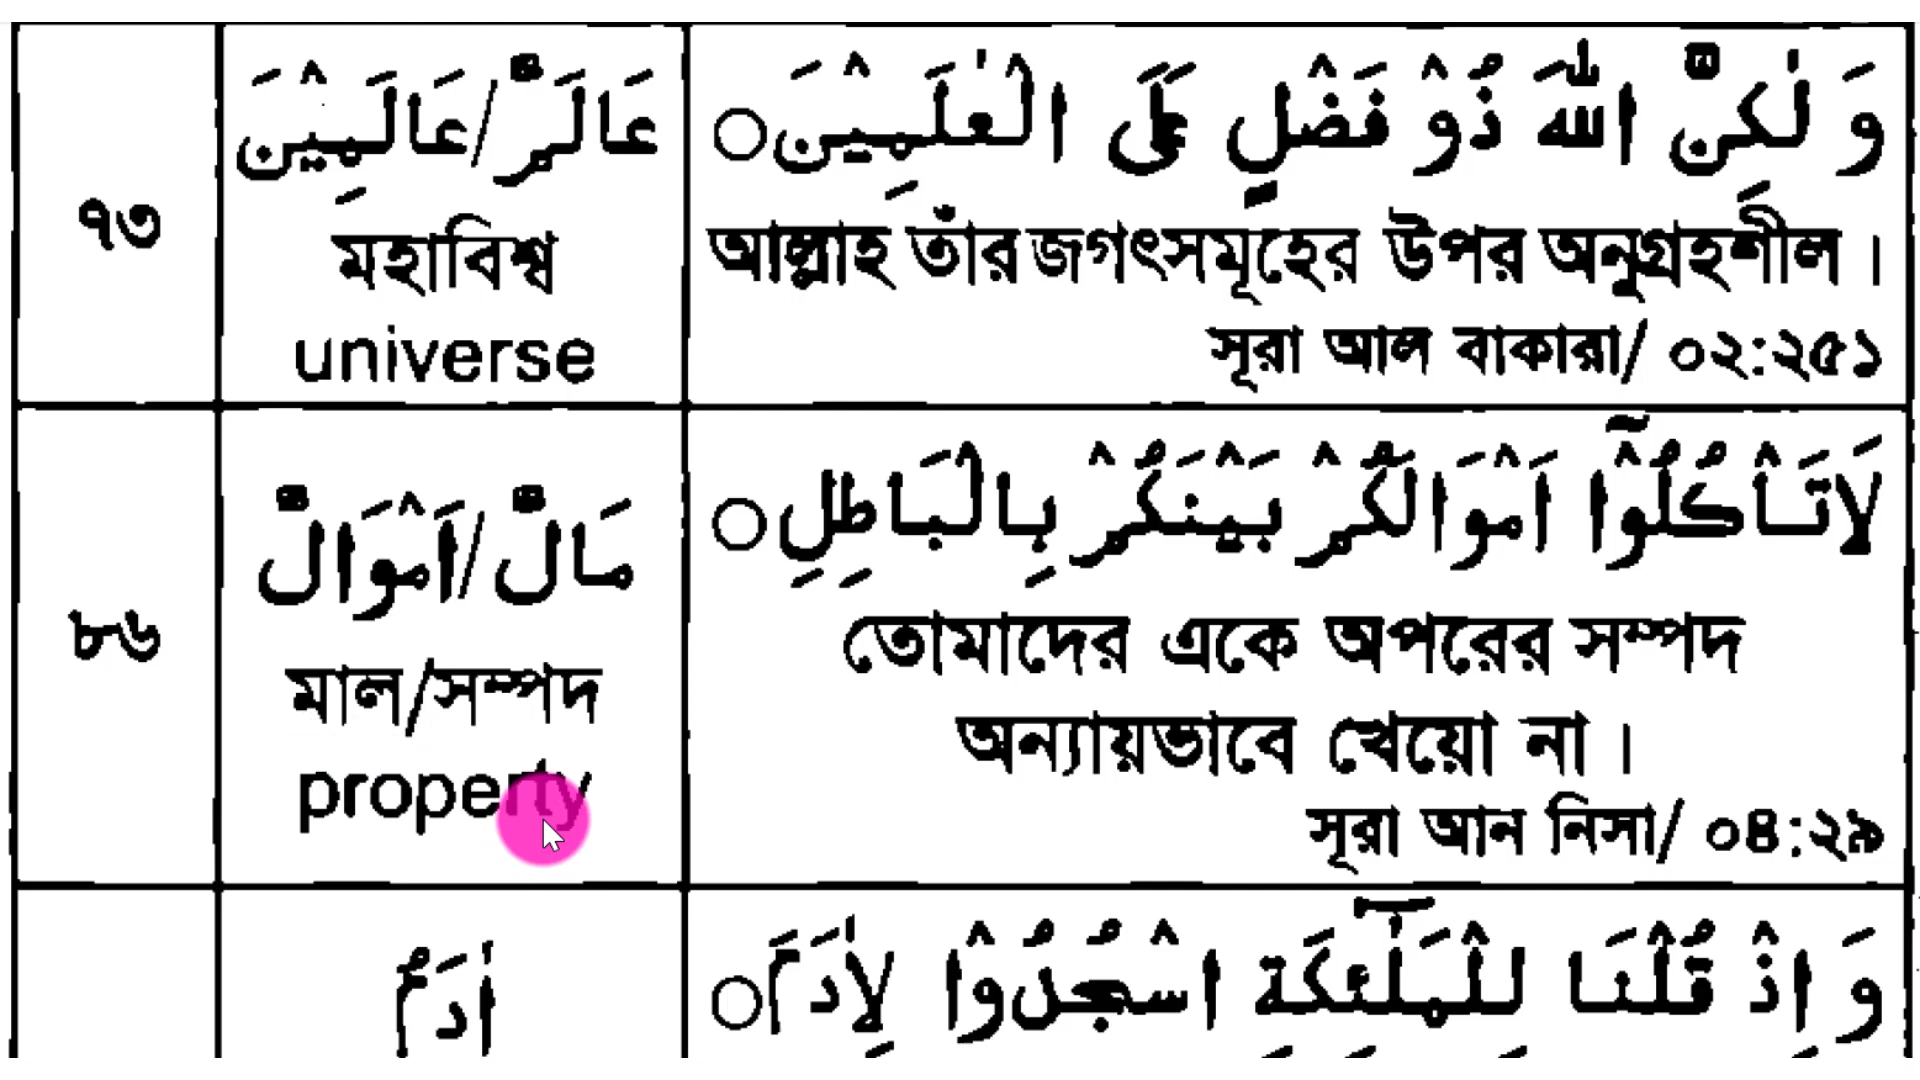 ৭৩
عَالَمٌ/عَالَمِيْنَ
মহাবিশ্ব
universe
وَ لٰكِنَّ اللّٰهَ ذُوْ فَضْلٍ عَلَى الْعٰلَمِيْنَ○
আল্লাহ তাঁর জগৎসমূহের উপর অনুগ্রহশীল।
সূরা আল বাকারা/ ০২:২৫১
৮৬
مَالٌ/اَمْوَالٌ
মাল/সম্পদ
property
لَاتَأْكُلُوْٓا اَمْوَالَكُمْ بَيْنَكُمْ بِالْبَاطِلِ○
তোমাদের একে অপরের সম্পদ
অন্যায়ভাবে খেয়ো না।
সূরা আন নিসা/ ০৪:২৯
اٰدَمُ
وَ اِذْ قُلْنَا لِلْمَلٰٓئِكَةِ اسْجُدُوْا لِاٰدَمَ○